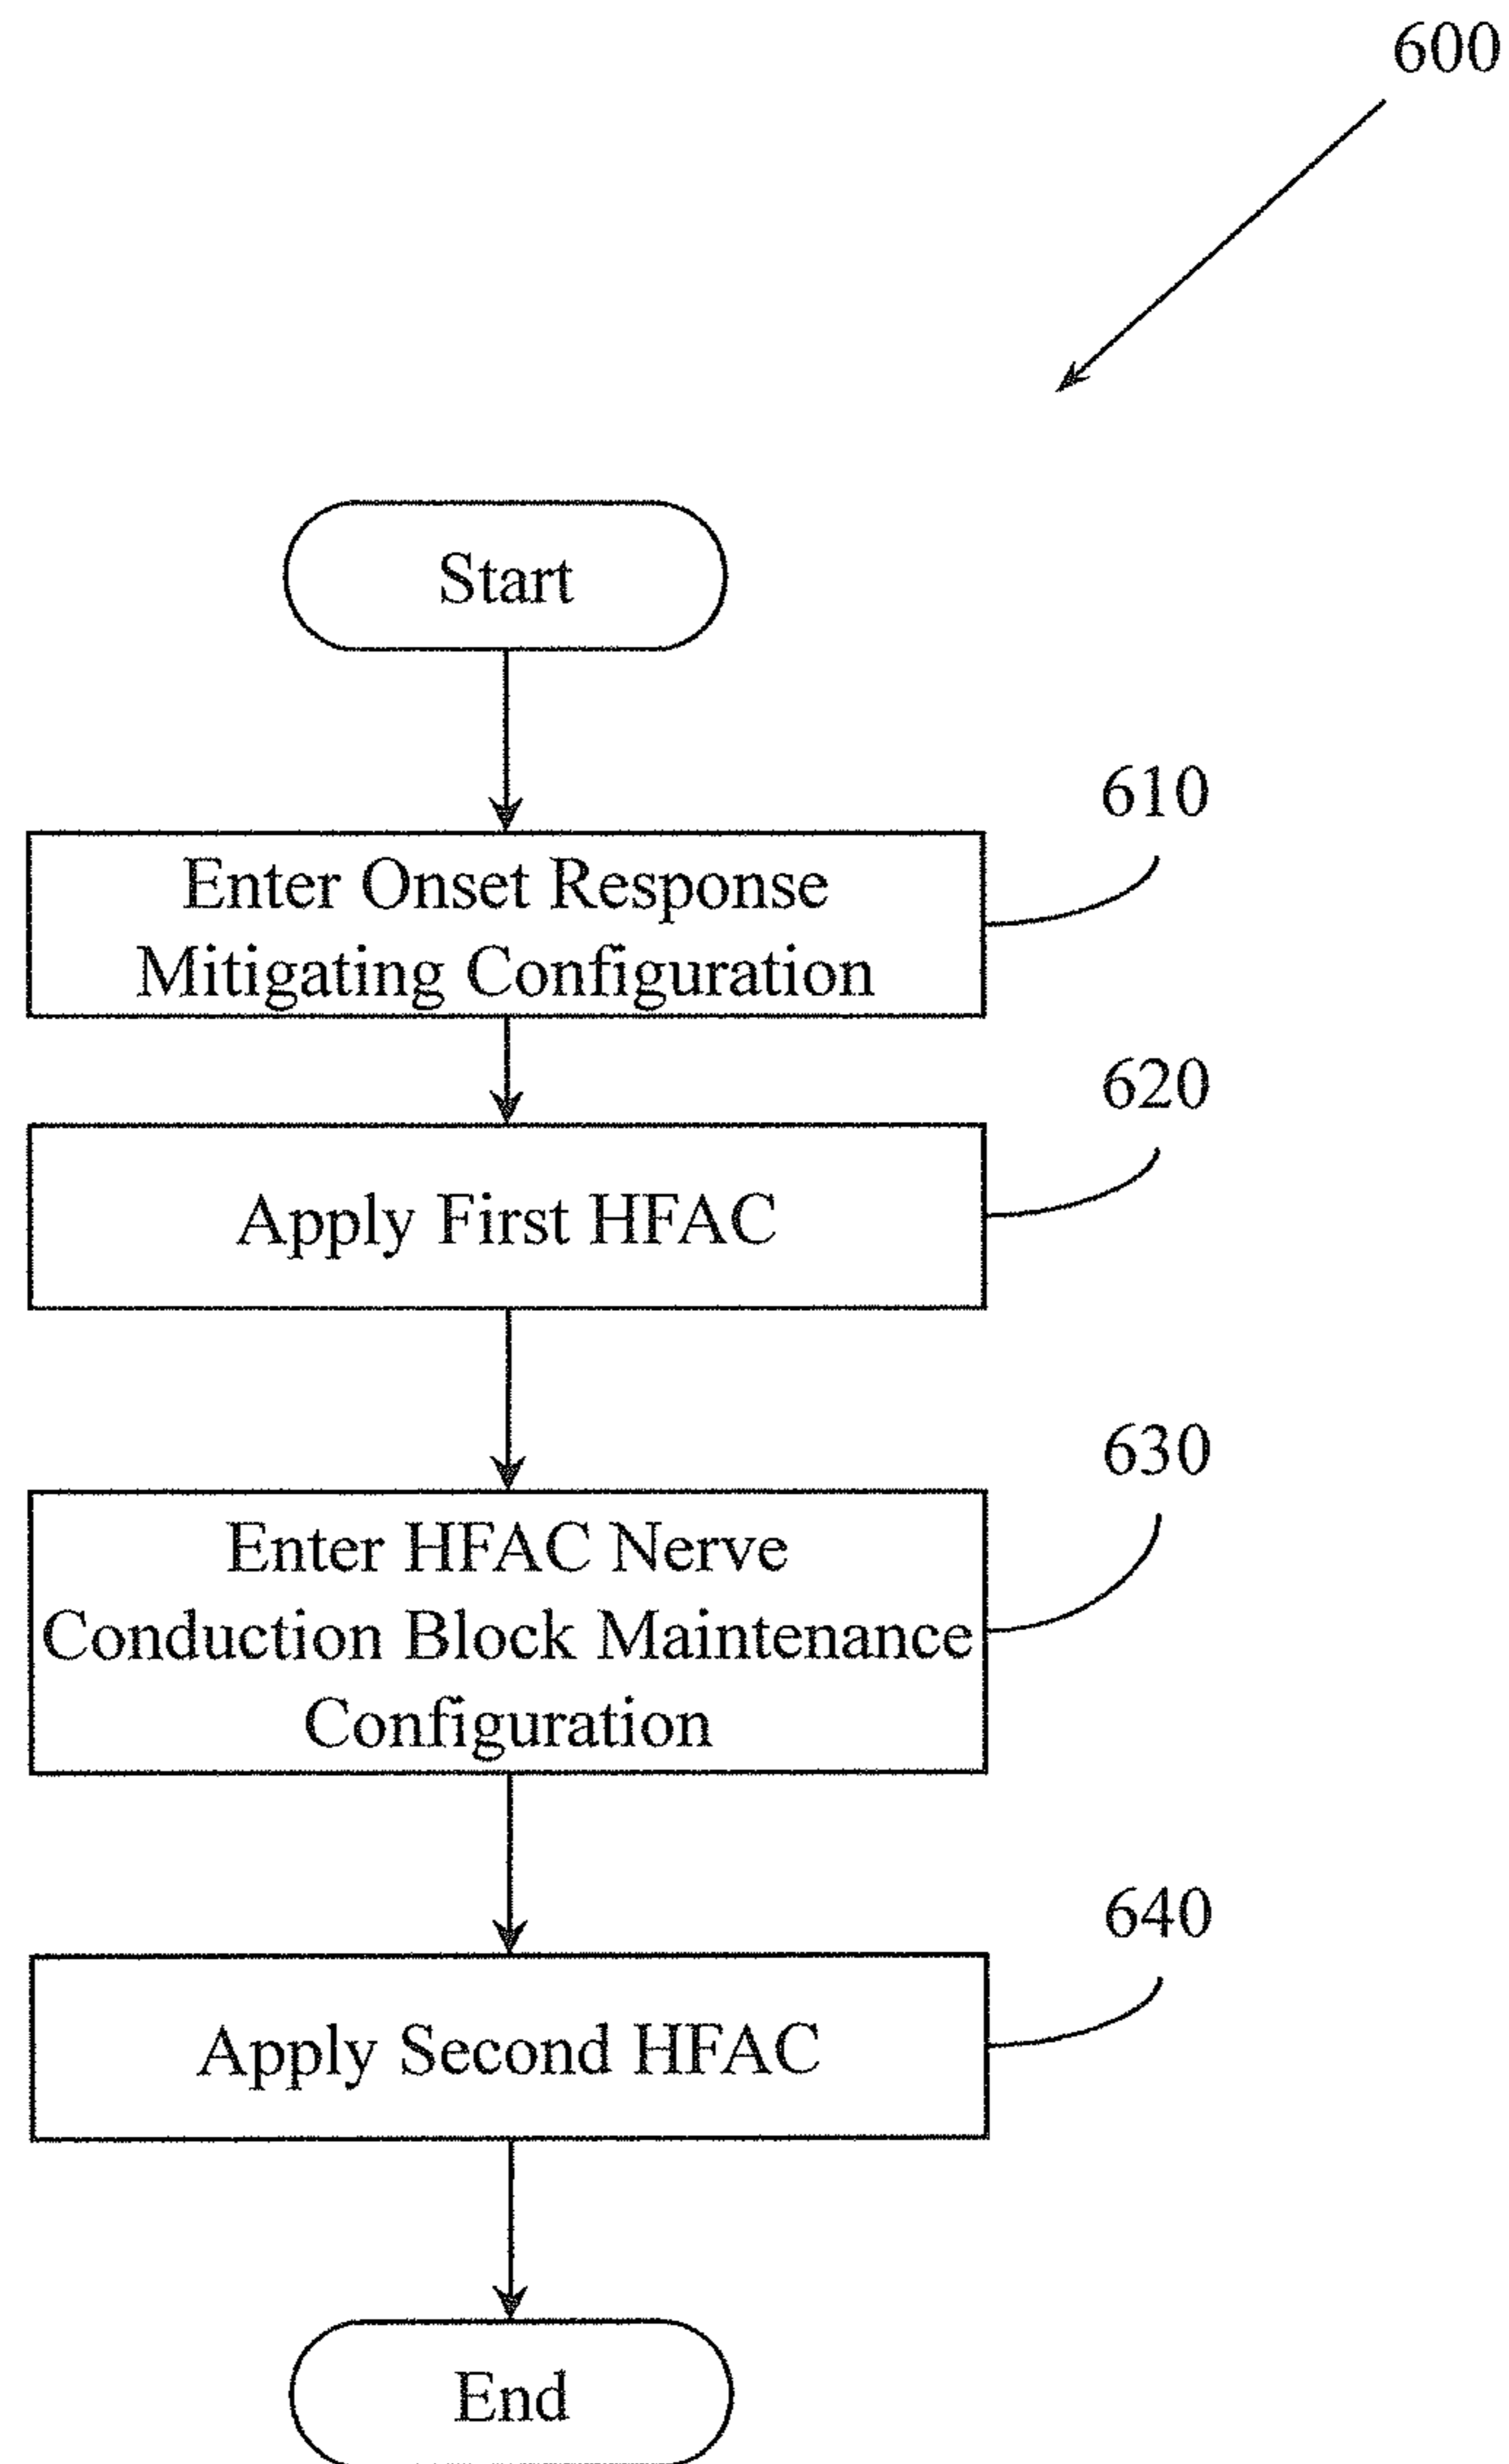 600
Start
610
Enter Onset Response
Mitigating Configuration
620
Apply First HFAC
630
Enter HFAC Nerve
Conduction Block Maintenance
Configuration
640
Apply Second HFAC
End